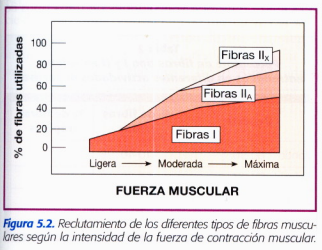 % de fibras utilizadas
100
80
60
40
20
0
Fibras IIX
Fibras IIA
Fibras I
Ligera → Moderada → Máxima
FUERZA MUSCULAR
Figura 5.2. Reclutamiento de los diferentes tipos de fibras muscu-
lares según la intensidad de la fuerza de contracción muscular.